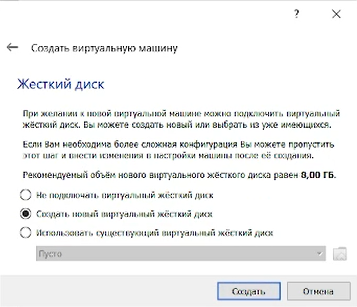 ?
Создать виртуальную машину
Жесткий диск
При желании к новой виртуальной машине можно подключить виртуальный
жёсткий диск. Вы можете создать новый или выбрать из уже имеющихся.
Если Вам необходима более сложная конфигурация Вы можете пропустить
этот шаг и внести изменения в настройки машины после её создания.
Рекомендуемый объём нового виртуального жёсткого диска равен 8,00 ГБ.
Не подключать виртуальный жёсткий диск
Создать новый виртуальный жёсткий диск
Использовать существующий виртуальный жёсткий диск
Пусто
Создать Отмена